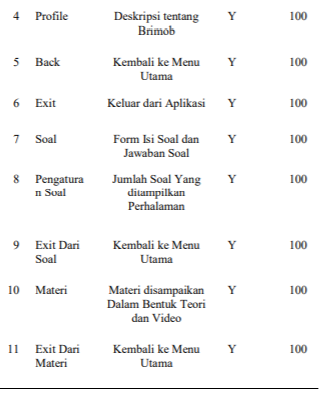 4 Profile Deskripsi tentang Y 100
Brimob
5 Back Kembali ke Menu Y 100
Utama
6 Exit Keluar dari Aplikasi Y 100
7 Soal Form Isi Soal dan Y 100
Jawaban Soal
8 Pengatura Jumlah Soal Yang Y 100
n Soal ditampilkan
Perhalaman
9 Exit Dari Kembali ke Menu Y 100
Soal Utama
10 Materi Materi disampaikan Y 100
Dalam Bentuk Teori
dan Video
11 Exit Dari Kembali ke Menu Y 100
Materi Utama